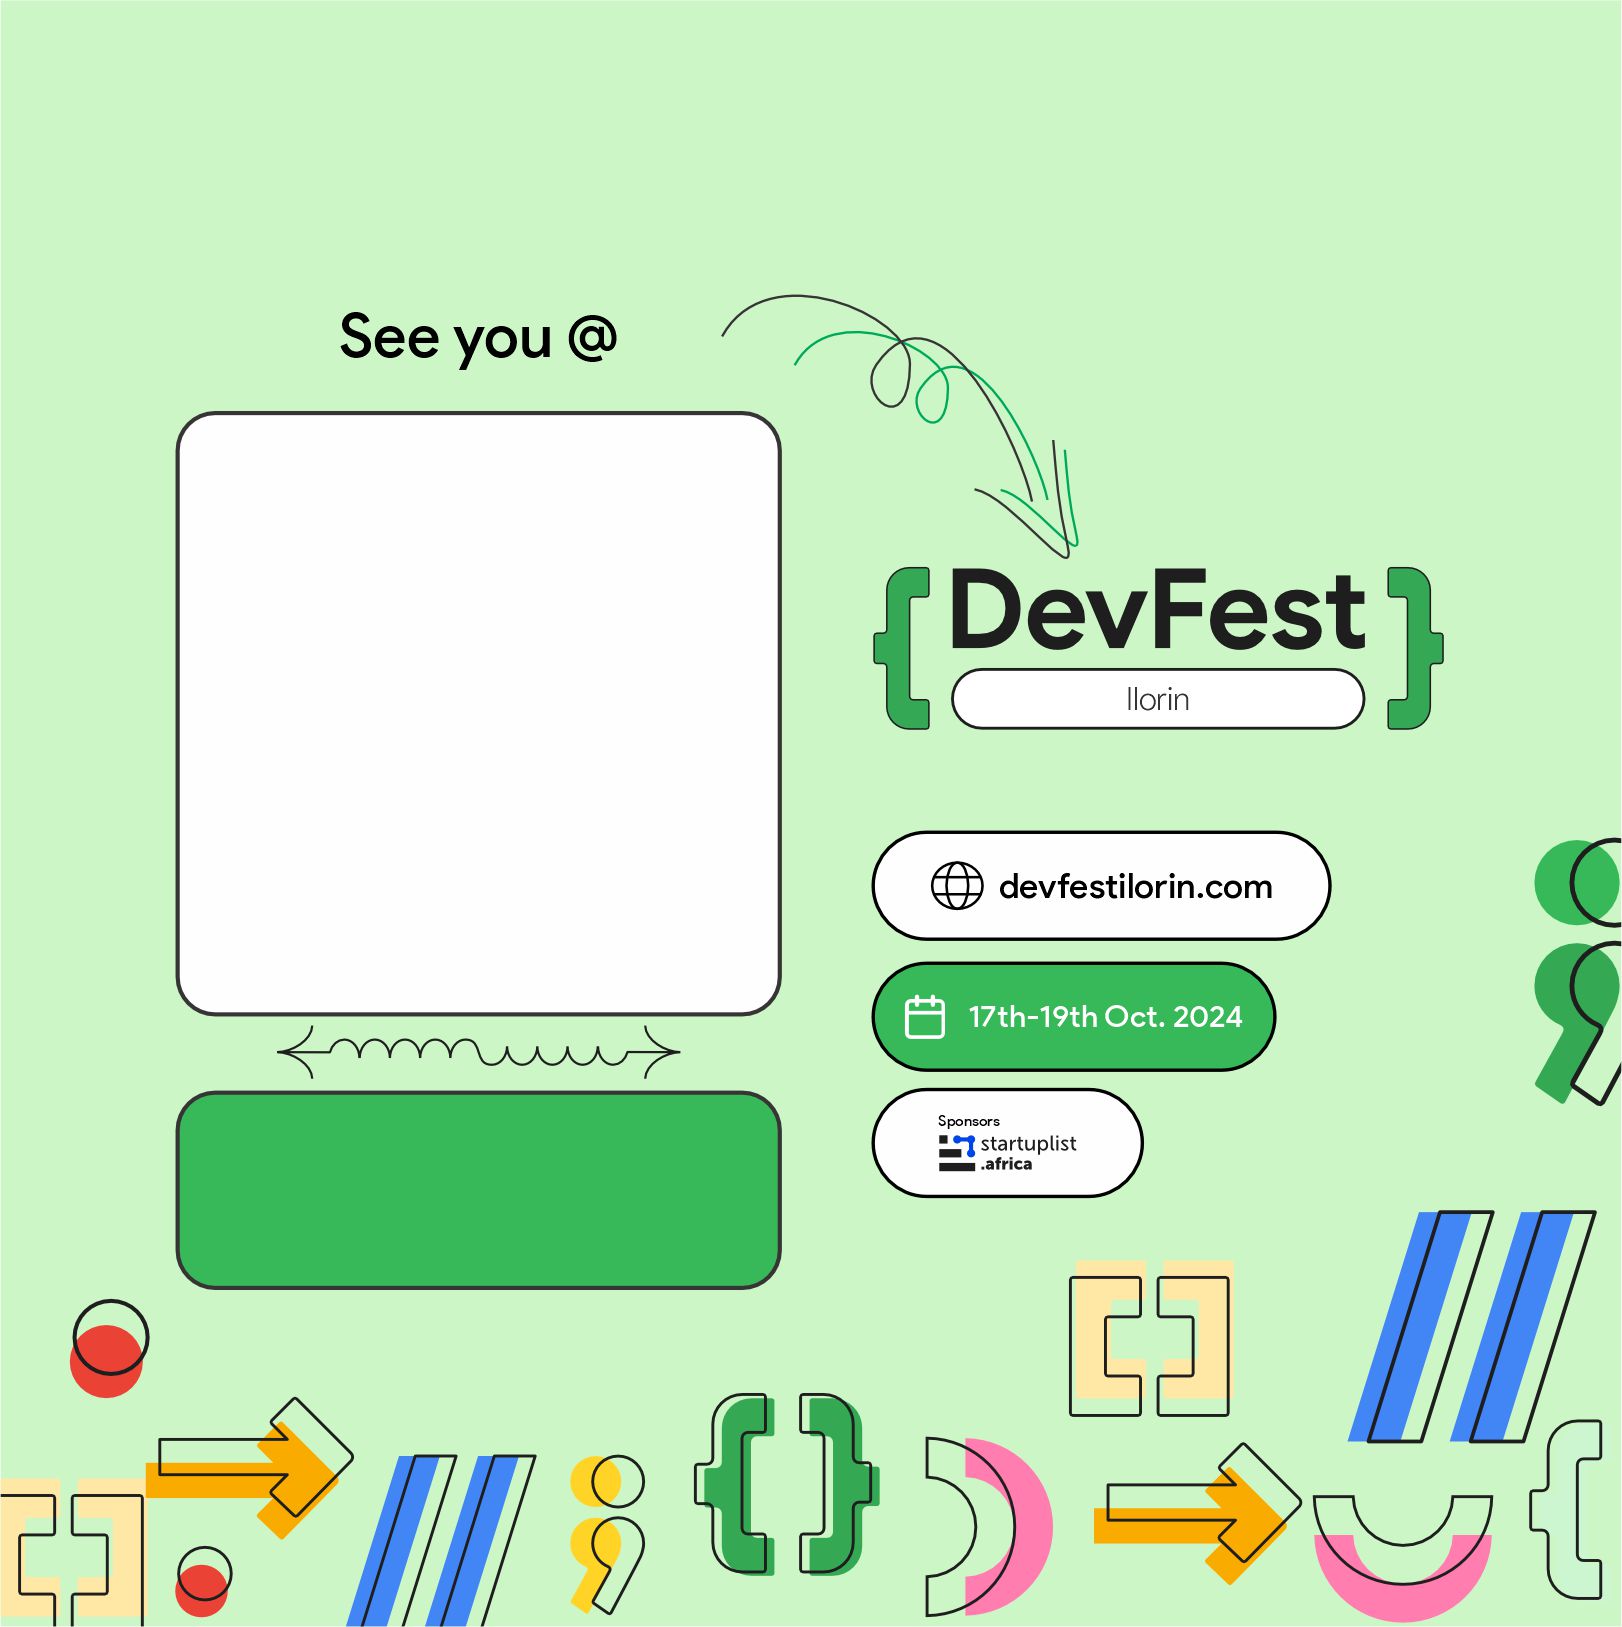 See you @
DevFest
Ilorin
devfestilorin.com
17th-19th Oct. 2024
Sponsors
startuplist
.africa